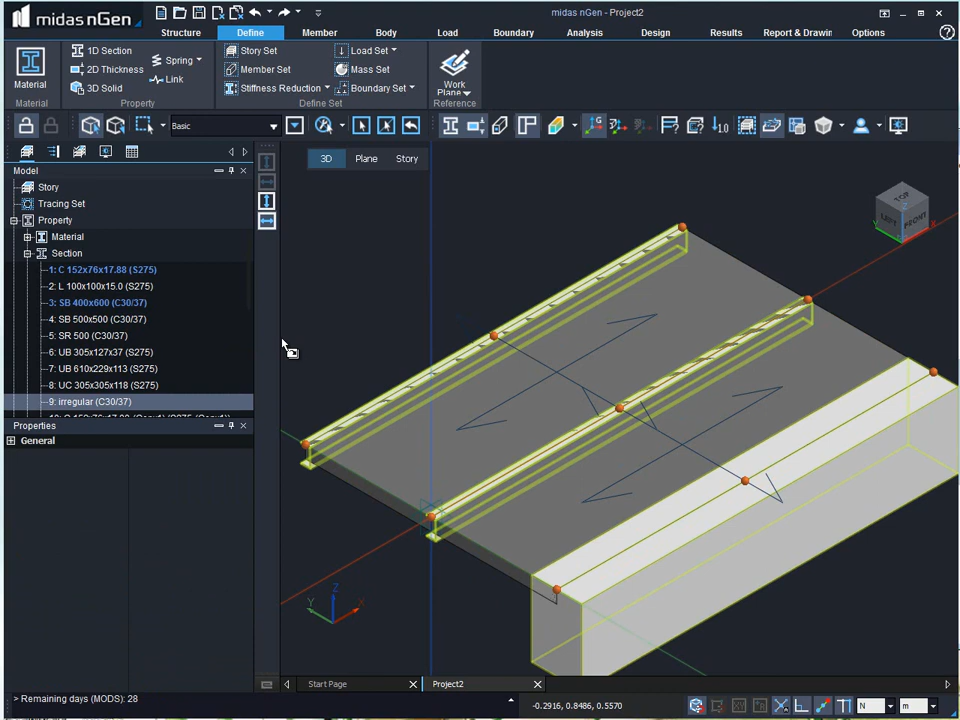 midas nGen
midas nGen - Project2
Structure
Define
Member
Body
Load
Boundary
Analysis
Design
Results
Report & Drawin
Options
Material
Material
1D Section
2D Thickness
3D Solid
Spring
Link
Property
Story Set
Member Set
Stiffness Reduction
Load Set
Mass Set
Boundary Set
Define Set
Work
Plane
Reference
Basic
1.0
Model
Story
Tracing Set
Property
Material
Section
1: C 152x76x17.88 (S275)
2: L 100x100x15.0 (S275)
3: SB 400x600 (C30/37)
4: SB 500x500 (C30/37)
5: SR 500 (C30/37)
6: UB 305x127x37 (S275)
7: UB 610x229x113 (S275)
8: UC 305x305x118 (S275)
9: irregular (C30/37)
Properties
General
3D
Plane
Story
TOP
LEFT
FRONT
Z
Y
X
Z
Y
X
Start Page
Project2
> Remaining days (MODS): 28
-0.2916, 0.8486, 0.5570
N
m